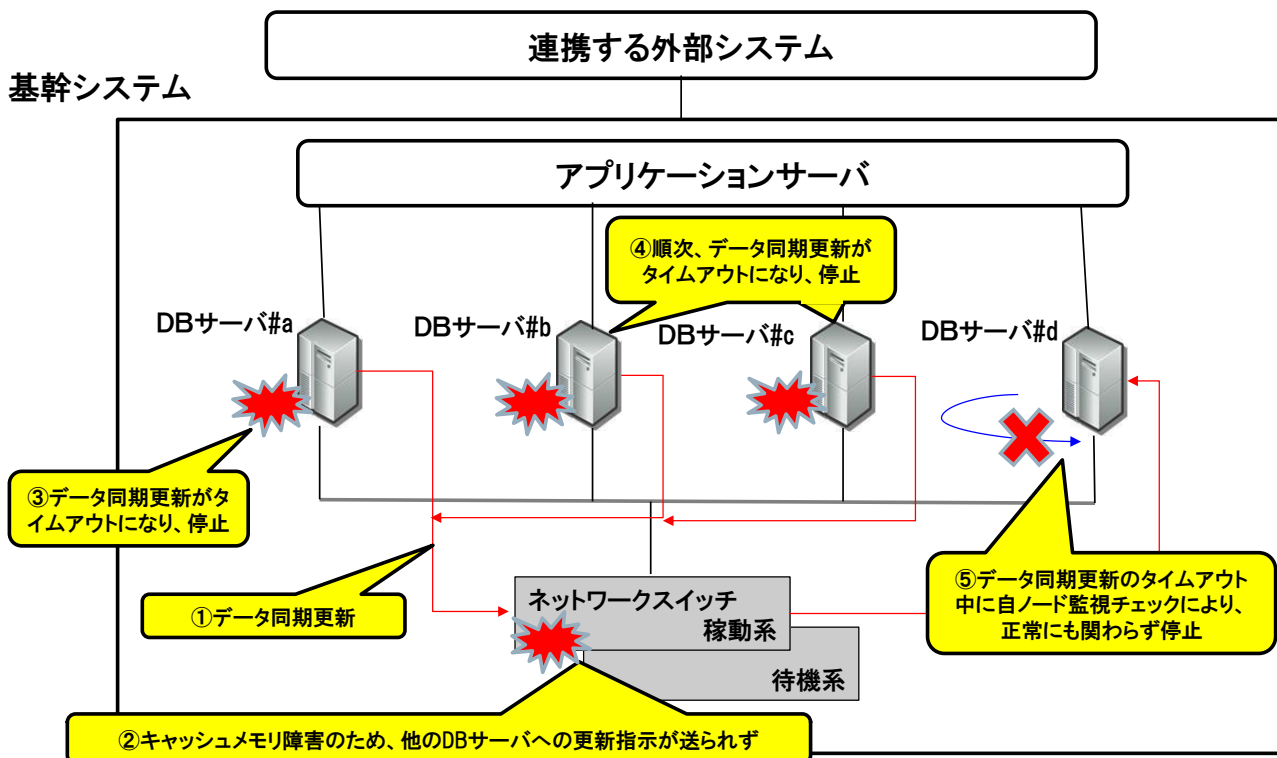 連携する外部システム
基幹システム
アプリケーションサーバ
④順次、データ同期更新が
タイムアウトになり、停止
DBサーバ#a
DBサーバ#b
DBサーバ#c
DBサーバ#d
③データ同期更新がタ
イムアウトになり、停止
①データ同期更新
ネットワークスイッチ
稼動系
待機系
⑤データ同期更新のタイムアウト
中に自ノード監視チェックにより、
正常にも関わらず停止
②キャッシュメモリ障害のため、他のDBサーバへの更新指示が送られず